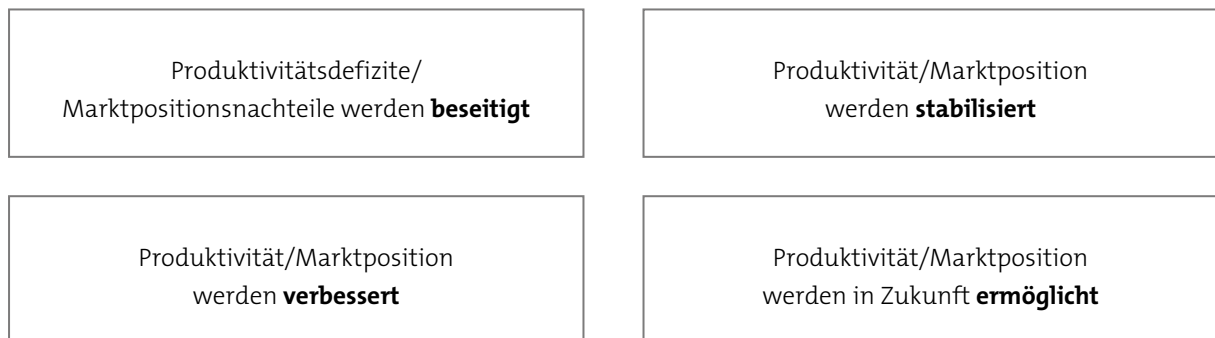 Produktivitätsdefizite/
Marktpositionsnachteile werden beseitigt
Produktivität/Marktposition
werden stabilisiert
Produktivität/Marktposition
werden verbessert
Produktivität/Marktposition
werden in Zukunft ermöglicht